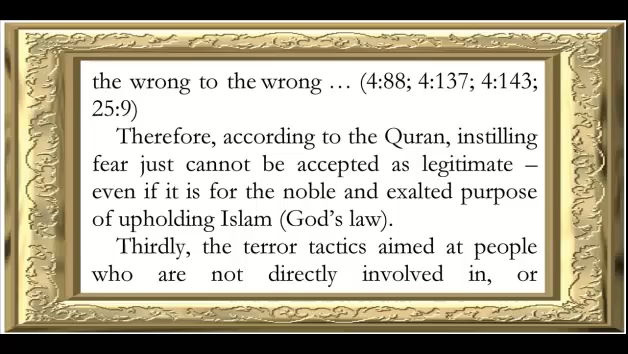 the wrong to the wrong … (4:88; 4:137; 4:143;
25:9)
Therefore, according to the Quran, instilling
fear just cannot be accepted as legitimate –
even if it is for the noble and exalted purpose
of upholding Islam (God’s law).
Thirdly, the terror tactics aimed at people
who are not directly involved in, or